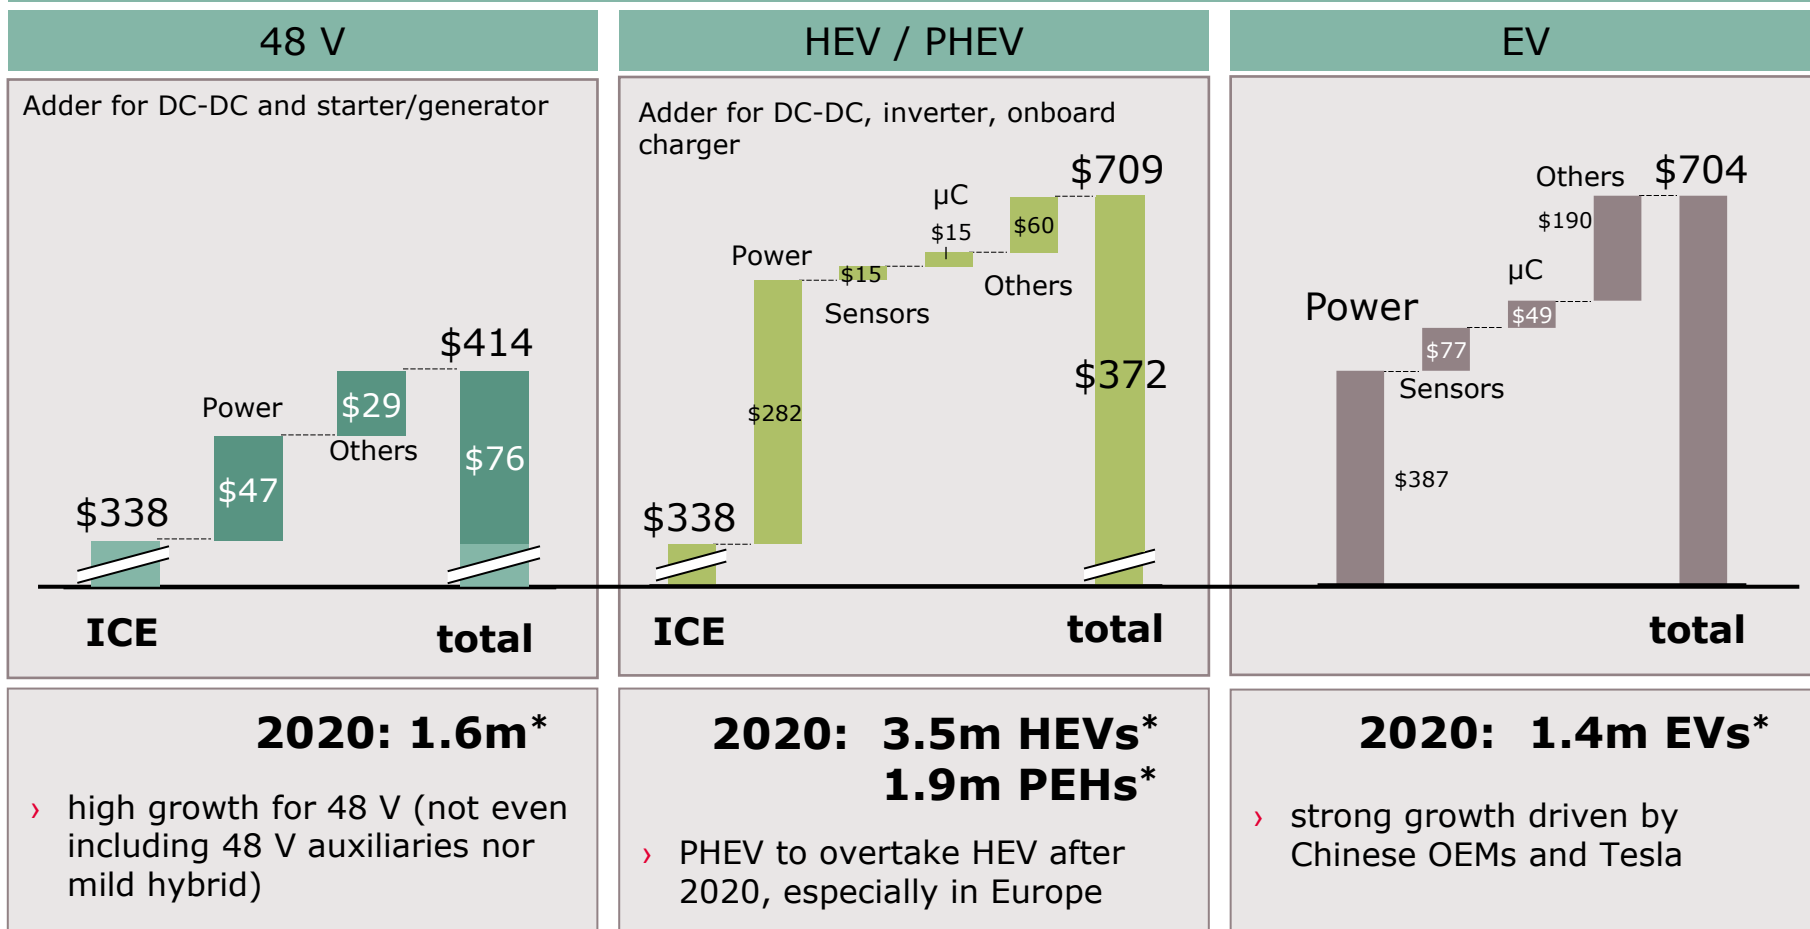 48 V
Adder for DC-DC and starter/generator
$414
Power
$29
Others
$76
$47
$338
ICE
total
2020: 1.6m*
› high growth for 48 V (not even
including 48 V auxiliaries nor
mild hybrid)
HEV / PHEV
Adder for DC-DC, inverter, onboard
charger
$709
µC
$15
$60
Power
$15
Others
Sensors
$372
$282
$338
ICE
total
2020: 3.5m HEVs*
1.9m PEHs*
› PHEV to overtake HEV after
2020, especially in Europe
EV
Others
$704
$190
µC
Power
$49
$77
Sensors
$387
total
2020: 1.4m EVs*
› strong growth driven by
Chinese OEMs and Tesla